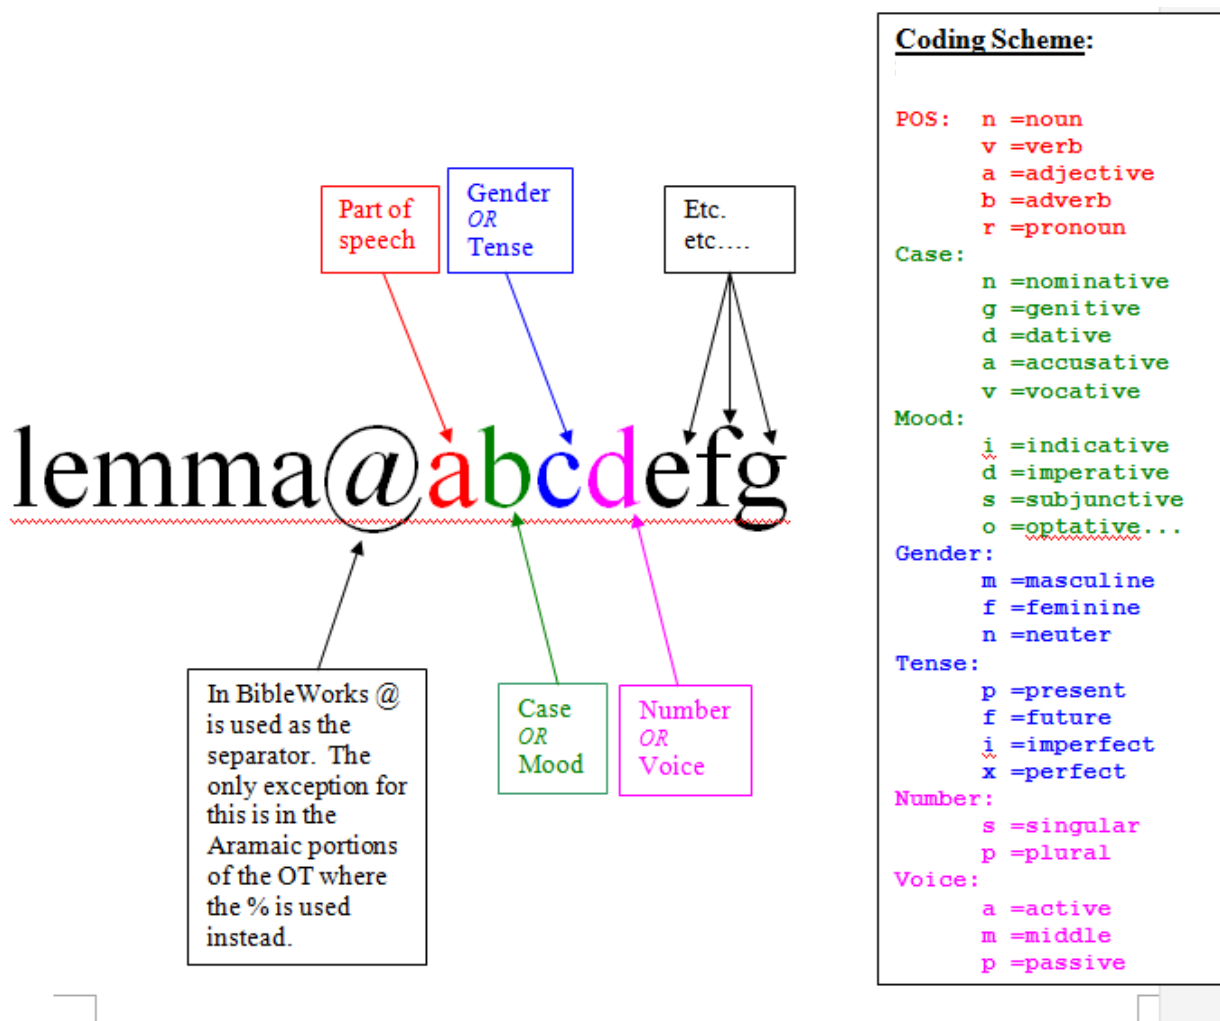 Part of
speech
Gender
OR
Tense
Etc.
etc....
lemma@abcdefg
In BibleWorks @
is used as the
separator. The
only exception for
this is in the
Aramaic portions
of the OT where
the % is used
instead.
Case
OR
Mood
Number
OR
Voice
Coding Scheme:
POS: n =noun
v =verb
a =adjective
b =adverb
r =pronoun
Case:
n =nominative
g =genitive
d =dative
a =accusative
v =vocative
Mood:
i =indicative
d =imperative
s =subjunctive
o =optative...
Gender:
m =masculine
f =feminine
n =neuter
Tense:
p =present
f =future
i =imperfect
x =perfect
Number:
s =singular
p =plural
Voice:
a =active
m =middle
p =passive